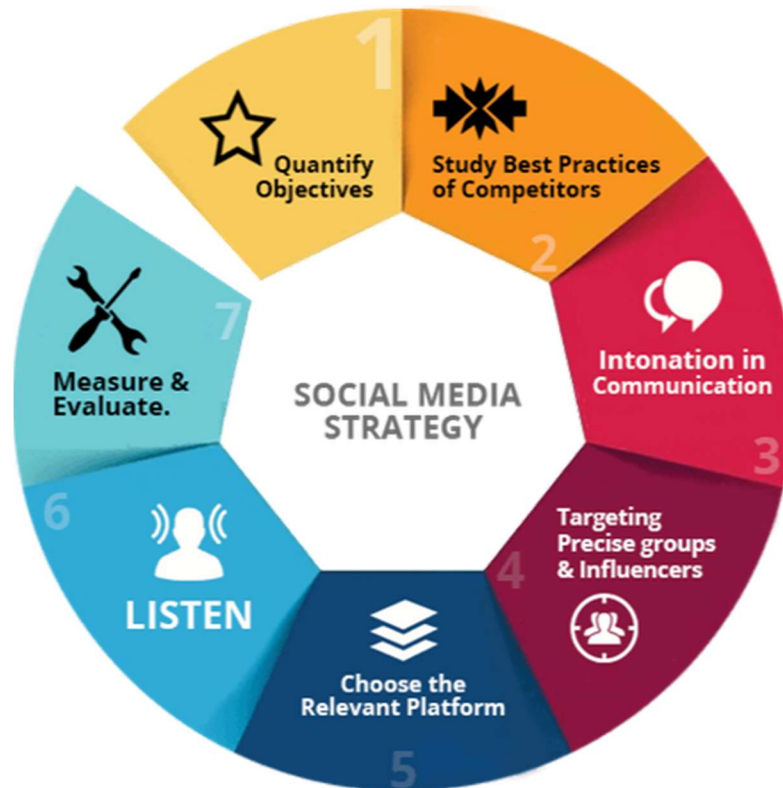 1
Quantify
Objectives
Study Best Practices
of Competitors
2
Intonation in
Communication
3
Targeting
Precise groups
& Influencers
4
Choose the
Relevant Platform
5
LISTEN
6
Measure &
Evaluate.
7
SOCIAL MEDIA
STRATEGY